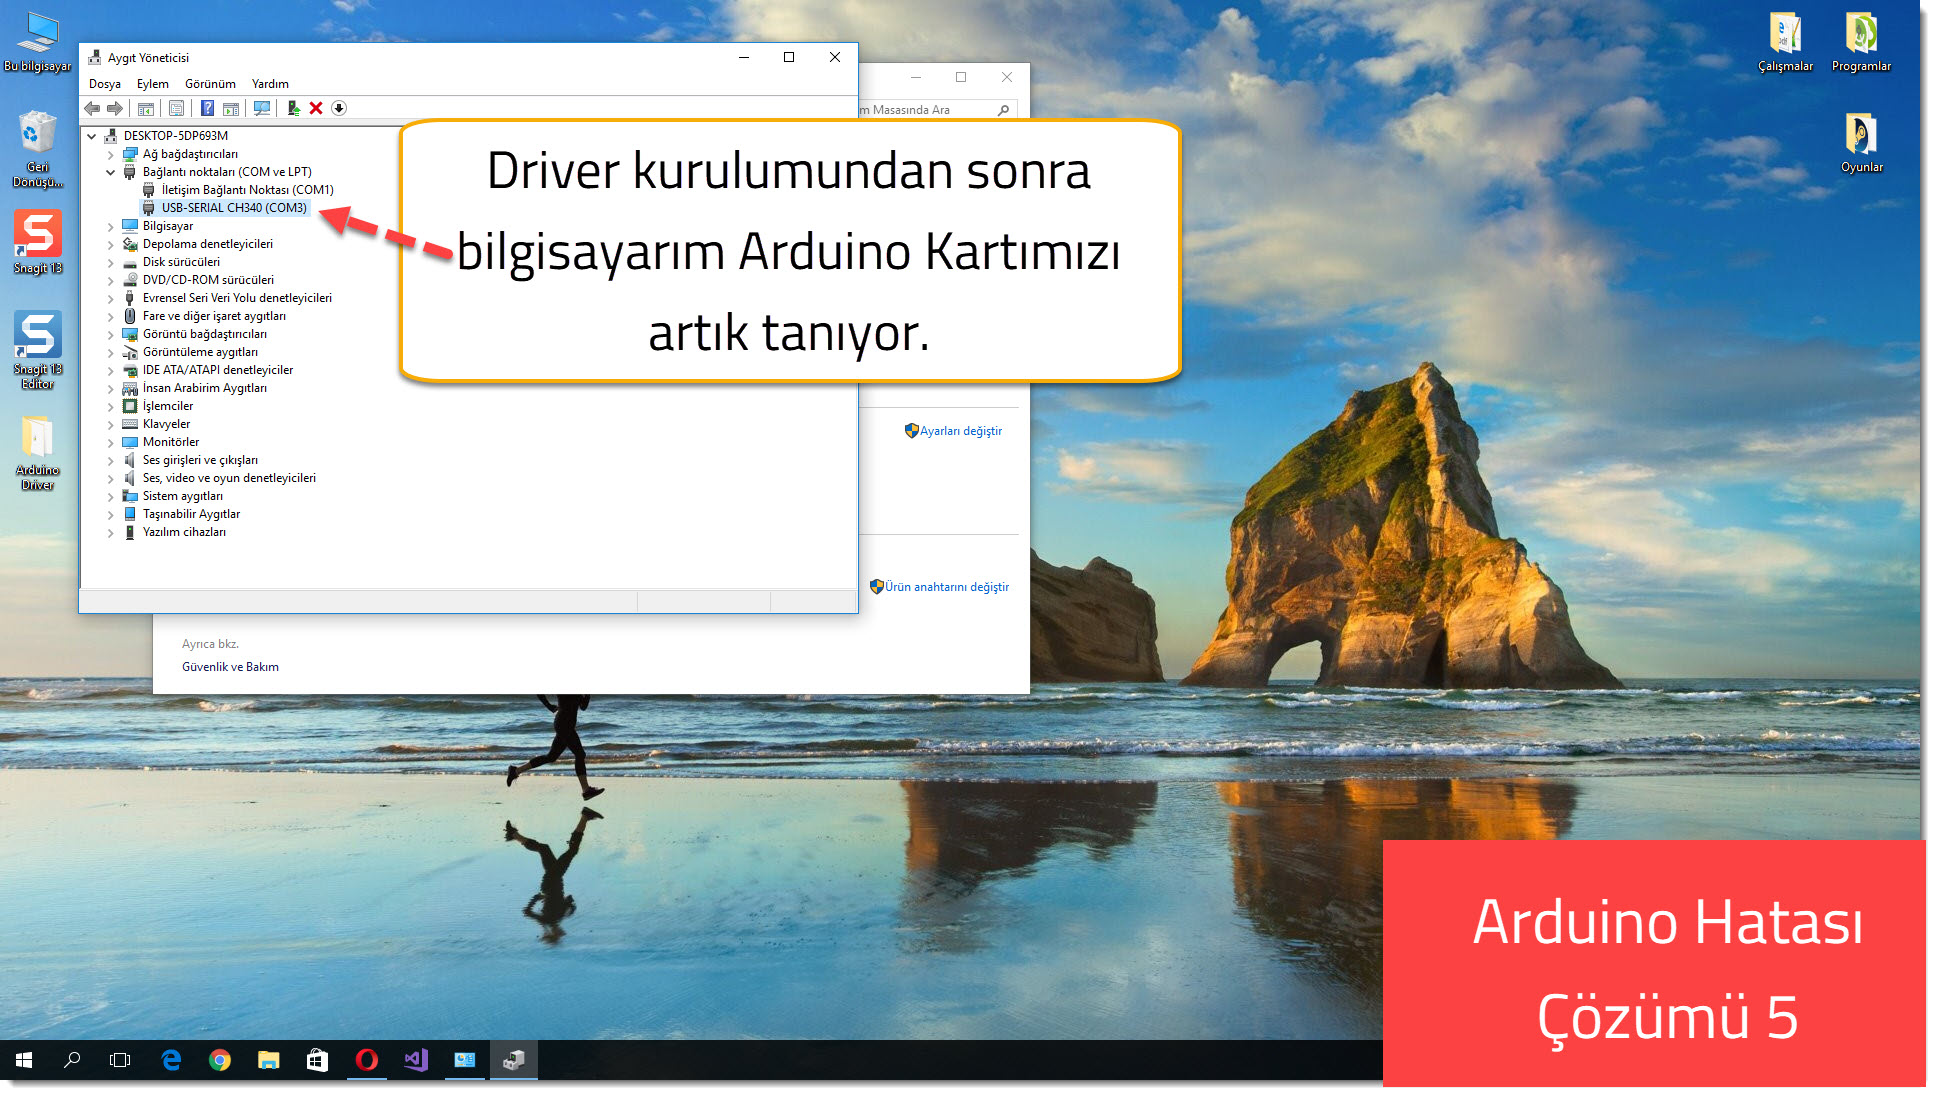 Bu bilgisayar
Geri
Dönüşü...
Snagit 13
Snagit 13
Editor
Arduino
Driver
Aygıt Yöneticisi
Dosya Eylem Görünüm Yardım
DESKTOP-5DP693M
Ağ bağdaştırıcıları
Bağlantı noktaları (COM ve LPT)
İletişim Bağlantı Noktası (COM1)
USB-SERIAL CH340 (COM3)
Bilgisayar
Depolama denetleyicileri
Disk sürücüleri
DVD/CD-ROM sürücüleri
Evrensel Seri Veri Yolu denetleyicileri
Fare ve diğer işaret aygıtları
Görüntü bağdaştırıcıları
Görüntüleme aygıtları
IDE ATA/ATAPI denetleyiciler
İnsan Arabirim Aygıtları
İşlemciler
Klavyeler
Monitörler
Ses girişleri ve çıkışları
Ses, video ve oyun denetleyicileri
Sistem aygıtları
Taşınabilir Aygıtlar
Yazılım cihazları
m Masasında Ara
Driver kurulumundan sonra
bilgisayarım Arduino Kartımızı
artık tanıyor.
Ayarları değiştir
Ürün anahtarını değiştir
Ayrıca bkz.
Güvenlik ve Bakım
Çalışmalar
Programlar
Oyunlar
Arduino Hatası
Çözümü 5